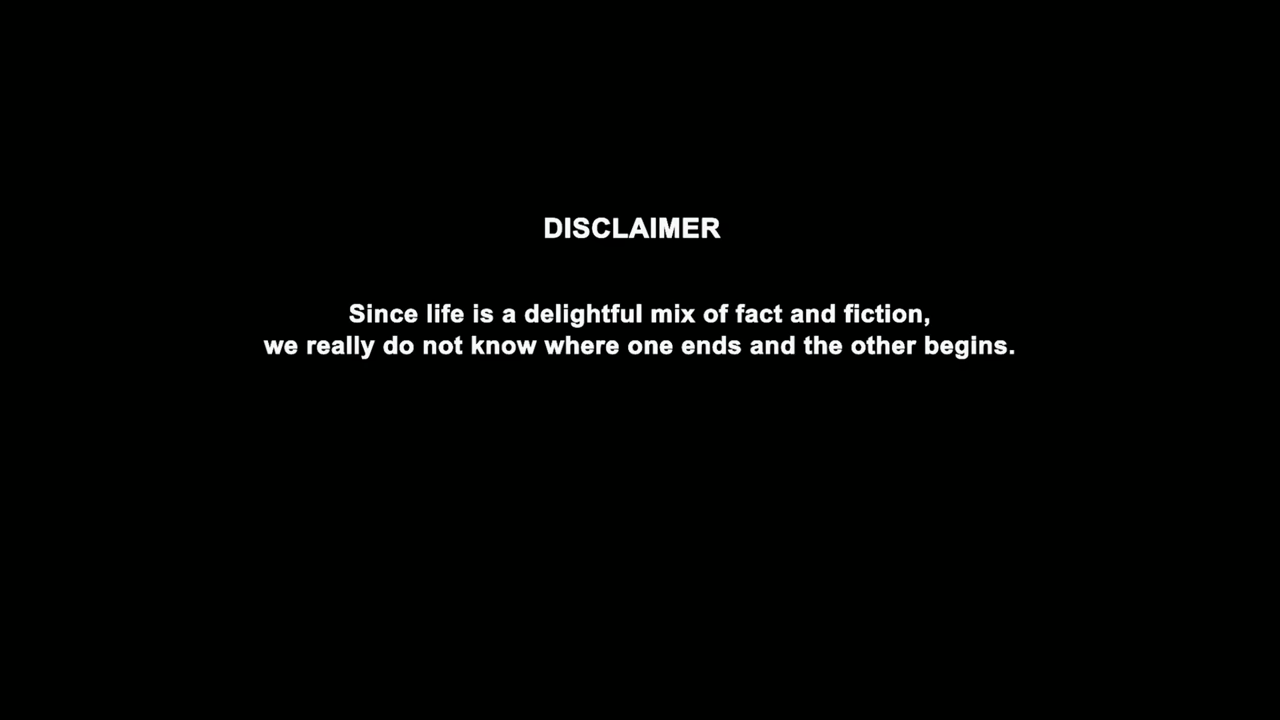 DISCLAIMER
Since life is a delightful mix of fact and fiction,
we really do not know where one ends and the other begins.